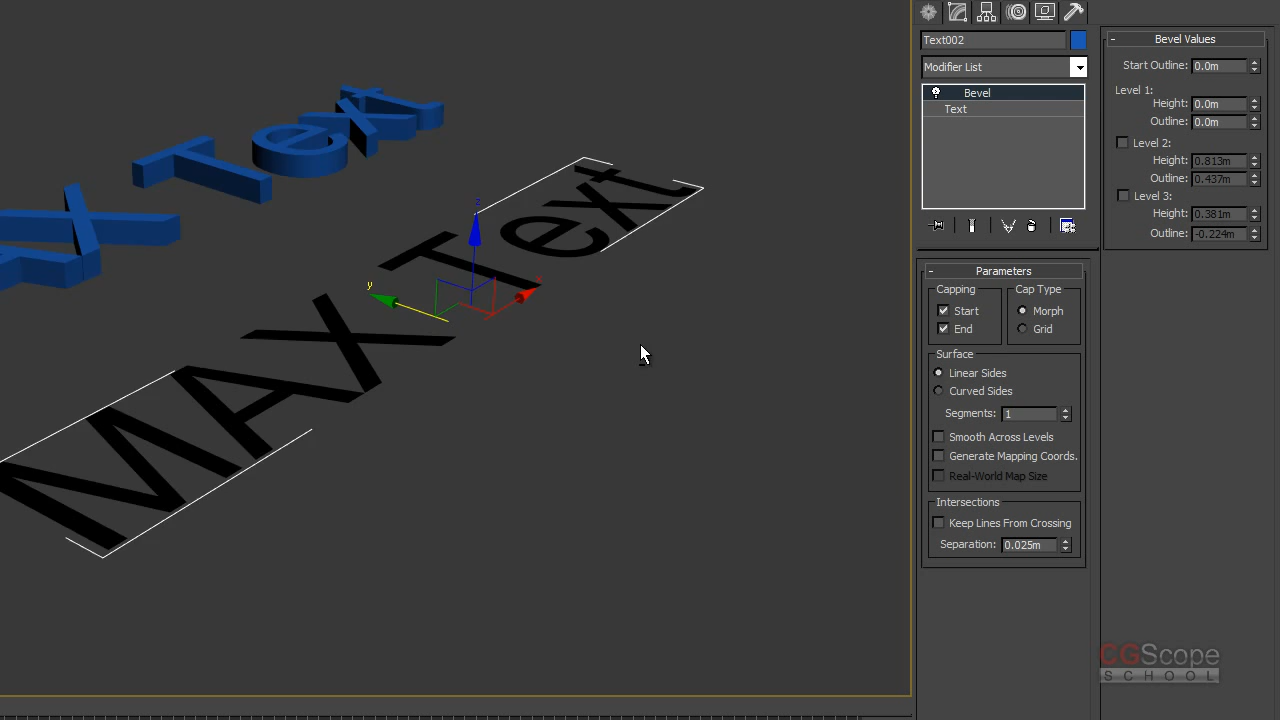 Text
AX
MAX Text
z
y
x
Text002
Modifier List
Bevel
Text
Bevel Values
Start Outline: 0.0m
Level 1:
Height: 0.0m
Outline: 0.0m
Level 2:
Height: 0.813m
Outline: 0.437m
Level 3:
Height: 0.381m
Outline: -0.224m
Parameters
Capping
Start
End
Cap Type
Morph
Grid
Surface
Linear Sides
Curved Sides
Segments: 1
Smooth Across Levels
Generate Mapping Coords.
Real-World Map Size
Intersections
Keep Lines From Crossing
Separation: 0.025m
CGScope
SCHOOL